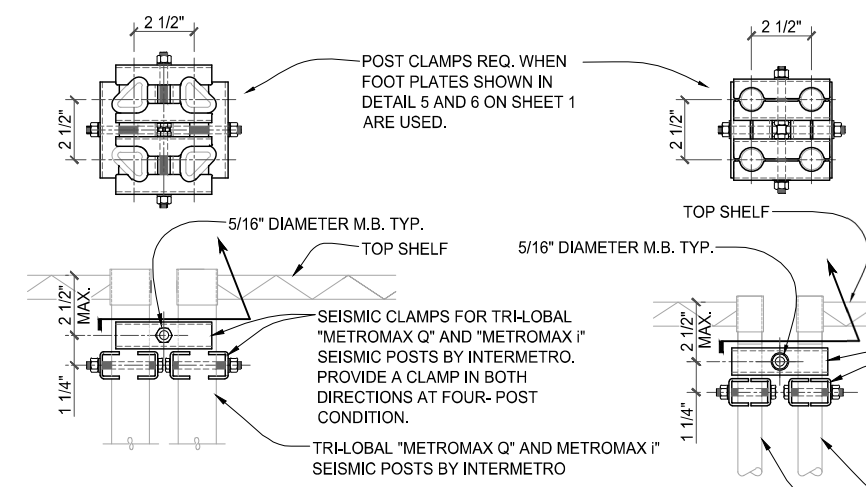 2 1/2"
2 1/2"
POST CLAMPS REQ. WHEN
FOOT PLATES SHOWN IN
DETAIL 5 AND 6 ON SHEET 1
ARE USED.
2 1/2"
2 1/2"
5/16" DIAMETER M.B. TYP.
TOP SHELF
2 1/2"
MAX.
1 1/4"
SEISMIC CLAMPS FOR TRI-LOBAL
"METROMAX Q" AND "METROMAX i"
SEISMIC POSTS BY INTERMETRO.
PROVIDE A CLAMP IN BOTH
DIRECTIONS AT FOUR- POST
CONDITION.
TRI-LOBAL "METROMAX Q" AND METROMAX i"
SEISMIC POSTS BY INTERMETRO
TOP SHELF
5/16" DIAMETER M.B. TYP.
2 1/2"
MAX.
1 1/4"